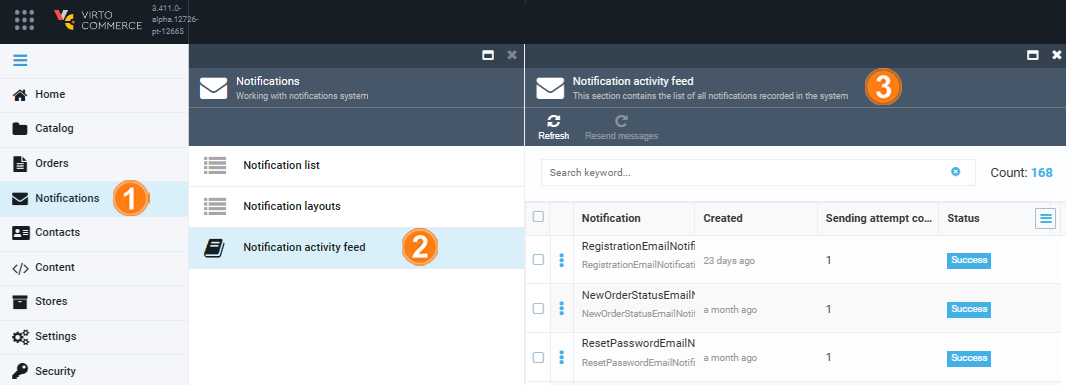 VIRTO
COMMERCE
3.411.0-
alpha.12726-
pt-12665
Home
Catalog
Orders
Notifications
1
Contacts
Content
Stores
Settings
Security
Notifications
Working with notifications system
Notification list
Notification layouts
Notification activity feed
2
Notification activity feed
This section contains the list of all notifications recorded in the system
3
Refresh
Resend messages
Search keyword...
Count: 168
Notification
Created
Sending attempt co...
Status
RegistrationEmailNotifi
RegistrationEmailNotificati
23 days ago
1
Success
NewOrderStatusEmailN
NewOrderStatusEmailNotifi
a month ago
1
Success
ResetPasswordEmailN
ResetPasswordEmailNotific
a month ago
1
Success